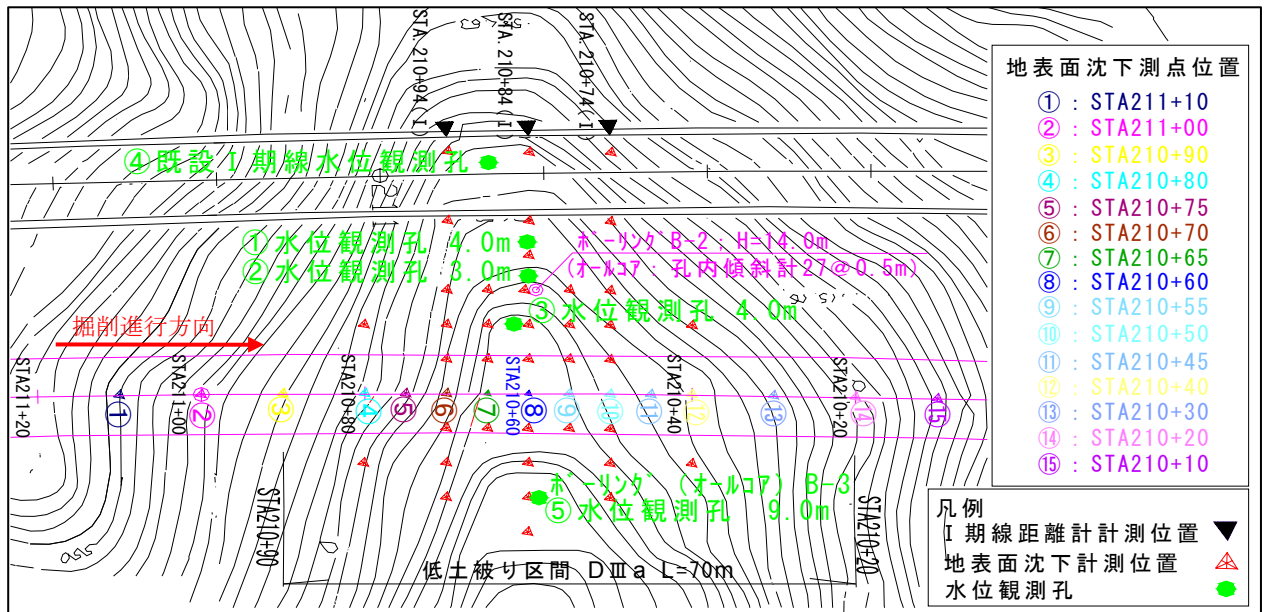 STA. 210+94(I)
STA. 210+84(I)
STA. 210+74(I)
④既設Ⅰ期線水位観測孔
①水位観測孔 4.0m
②水位観測孔 3.0m
ボーリング B-2 : H=14.0m
(オールコア : 孔内傾斜計27@0.5m)
③水位観測孔 4.0m
掘削進行方向
STA211+20
STA211+00
STA210+80
STA210+60
STA210+40
STA210+20
① ② ③ ④ ⑤ ⑥ ⑦ ⑧ ⑨ ⑩ ⑪ ⑫ ⑬ ⑭ ⑮
ボーリング (オールコア) B-3
⑤水位観測孔 9.0m
STA210+90
STA210+20
低土被り区間 DⅢa L=70m
550
地表面沈下測点位置
① : STA211+10
② : STA211+00
③ : STA210+90
④ : STA210+80
⑤ : STA210+75
⑥ : STA210+70
⑦ : STA210+65
⑧ : STA210+60
⑨ : STA210+55
⑩ : STA210+50
⑪ : STA210+45
⑫ : STA210+40
⑬ : STA210+30
⑭ : STA210+20
⑮ : STA210+10
凡例
Ⅰ期線距離計計測位置
地表面沈下計測位置
水位観測孔